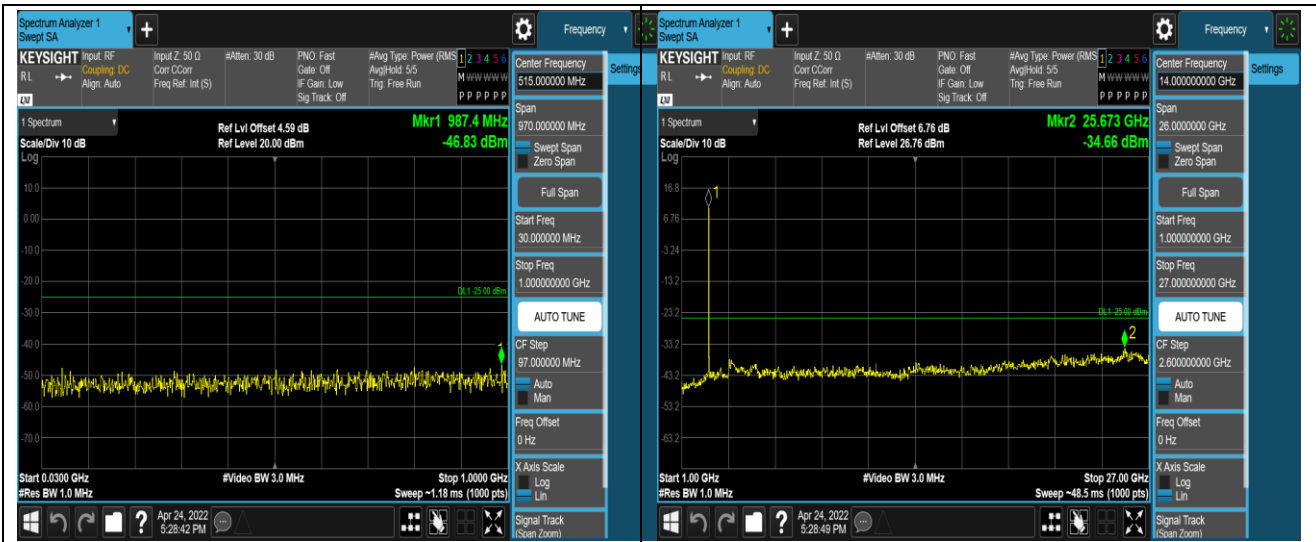 Spectrum Analyzer 1
Swept SA
KEYSIGHT
RL
LXI
Input: RF
Coupling: DC
Align: Auto
Input Z: 50 Ω
Corr CCorr
Freq Ref: Int (S)
#Atten: 30 dB
PNO: Fast
Gate: Off
IF Gain: Low
Sig Track: Off
#Avg Type: Power (RMS
Avg|Hold: 5/5
Trig: Free Run
1 2 3 4 5 6
M W W W W W
P P P P P P
1 Spectrum
Scale/Div 10 dB
Log
Ref Lvl Offset 4.59 dB
Ref Level 20.00 dBm
Mkr1 987.4 MHz
-46.83 dBm
10.0
0.00
-10.0
-20.0
DL1 -25.00 dBm
-30.0
-40.0
-50.0
-60.0
-70.0
Start 0.0300 GHz
#Res BW 1.0 MHz
#Video BW 3.0 MHz
Stop 1.0000 GHz
Sweep ~1.18 ms (1000 pts)
?
Apr 24, 2022
5:28:42 PM
Frequency
Settings
Center Frequency
515.000000 MHz
Span
970.000000 MHz
Swept Span
Zero Span
Full Span
Start Freq
30.000000 MHz
Stop Freq
1.000000000 GHz
AUTO TUNE
CF Step
97.000000 MHz
Auto
Man
Freq Offset
0 Hz
X Axis Scale
Log
Lin
Signal Track
(Span Zoom)
Spectrum Analyzer 1
Swept SA
KEYSIGHT
RL
LXI
Input: RF
Coupling: DC
Align: Auto
Input Z: 50 Ω
Corr CCorr
Freq Ref: Int (S)
#Atten: 30 dB
PNO: Fast
Gate: Off
IF Gain: Low
Sig Track: Off
#Avg Type: Power (RMS
Avg|Hold: 5/5
Trig: Free Run
1 2 3 4 5 6
M W W W W W
P P P P P P
1 Spectrum
Scale/Div 10 dB
Log
Ref Lvl Offset 6.76 dB
Ref Level 26.76 dBm
Mkr2 25.673 GHz
-34.66 dBm
1
16.8
6.76
-3.24
-13.2
-23.2
DL1 -25.00 dBm
2
-33.2
-43.2
-53.2
-63.2
Start 1.00 GHz
#Res BW 1.0 MHz
#Video BW 3.0 MHz
Stop 27.00 GHz
Sweep ~48.5 ms (1000 pts)
?
Apr 24, 2022
5:28:49 PM
Frequency
Settings
Center Frequency
14.000000000 GHz
Span
26.0000000 GHz
Swept Span
Zero Span
Full Span
Start Freq
1.000000000 GHz
Stop Freq
27.000000000 GHz
AUTO TUNE
CF Step
2.600000000 GHz
Auto
Man
Freq Offset
0 Hz
X Axis Scale
Log
Lin
Signal Track
(Span Zoom)